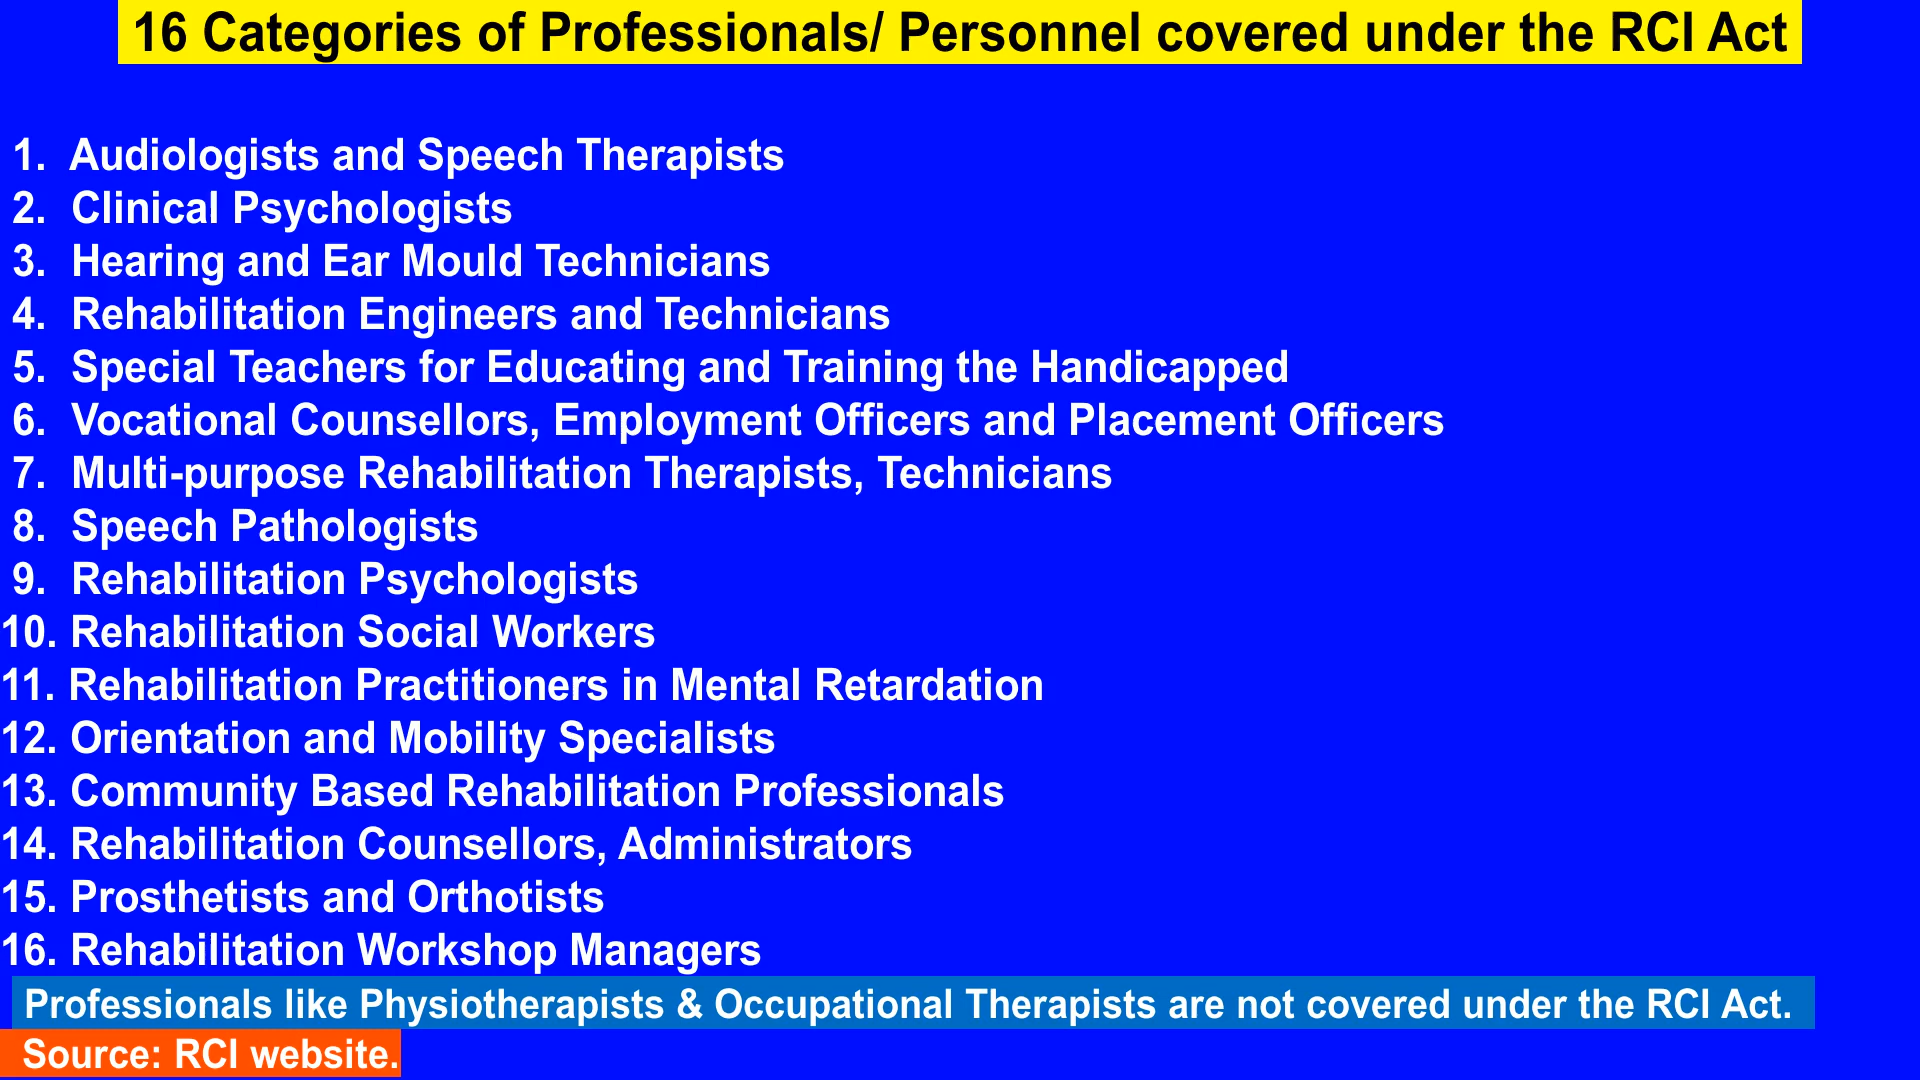 16 Categories of Professionals/ Personnel covered under the RCI Act
1. Audiologists and Speech Therapists
2. Clinical Psychologists
3. Hearing and Ear Mould Technicians
4. Rehabilitation Engineers and Technicians
5. Special Teachers for Educating and Training the Handicapped
6. Vocational Counsellors, Employment Officers and Placement Officers
7. Multi-purpose Rehabilitation Therapists, Technicians
8. Speech Pathologists
9. Rehabilitation Psychologists
10. Rehabilitation Social Workers
11. Rehabilitation Practitioners in Mental Retardation
12. Orientation and Mobility Specialists
13. Community Based Rehabilitation Professionals
14. Rehabilitation Counsellors, Administrators
15. Prosthetists and Orthotists
16. Rehabilitation Workshop Managers
Professionals like Physiotherapists & Occupational Therapists are not covered under the RCI Act.
Source: RCI website.